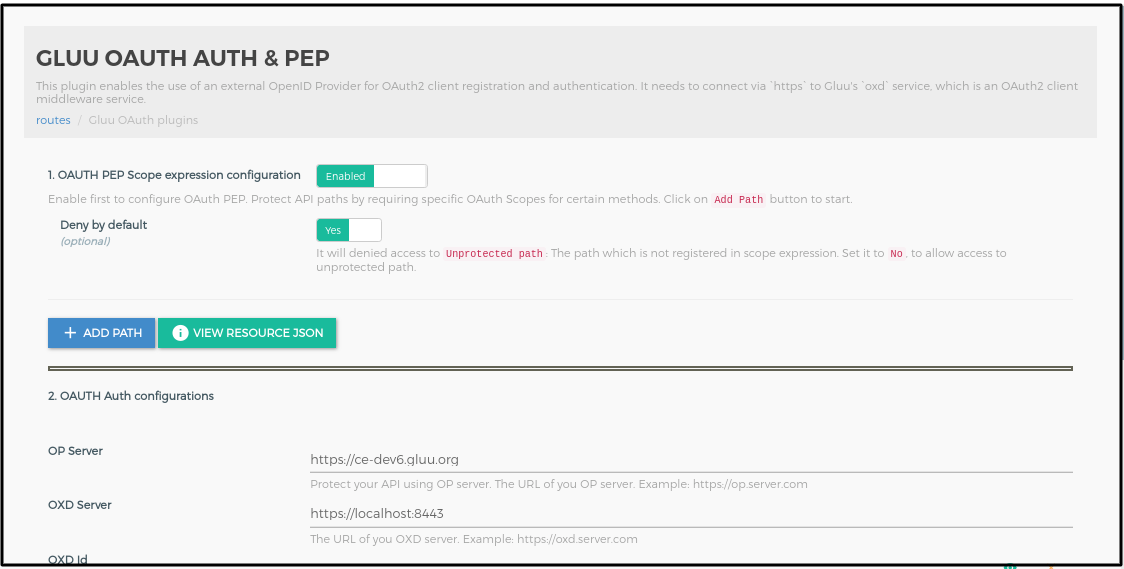 GLUU OAUTH AUTH & PEP
This plugin enables the use of an external OpenID Provider for OAuth2 client registration and authentication. It needs to connect via `https` to Gluu's `oxd` service, which is an OAuth2 client
middleware service.
routes / Gluu OAuth plugins
1. OAUTH PEP Scope expression configuration Enabled
Enable first to configure OAuth PEP. Protect API paths by requiring specific OAuth Scopes for certain methods. Click on Add Path button to start.
Deny by default Yes
(optional)
It will denied access to Unprotected path : The path which is not registered in scope expression. Set it to No , to allow access to
unprotected path.
+ ADD PATH VIEW RESOURCE JSON
2. OAUTH Auth configurations
OP Server
https://ce-dev6.gluu.org
Protect your API using OP server. The URL of you OP server. Example: https://op.server.com
OXD Server
https://localhost:8443
The URL of you OXD server. Example: https://oxd.server.com
OXD Id